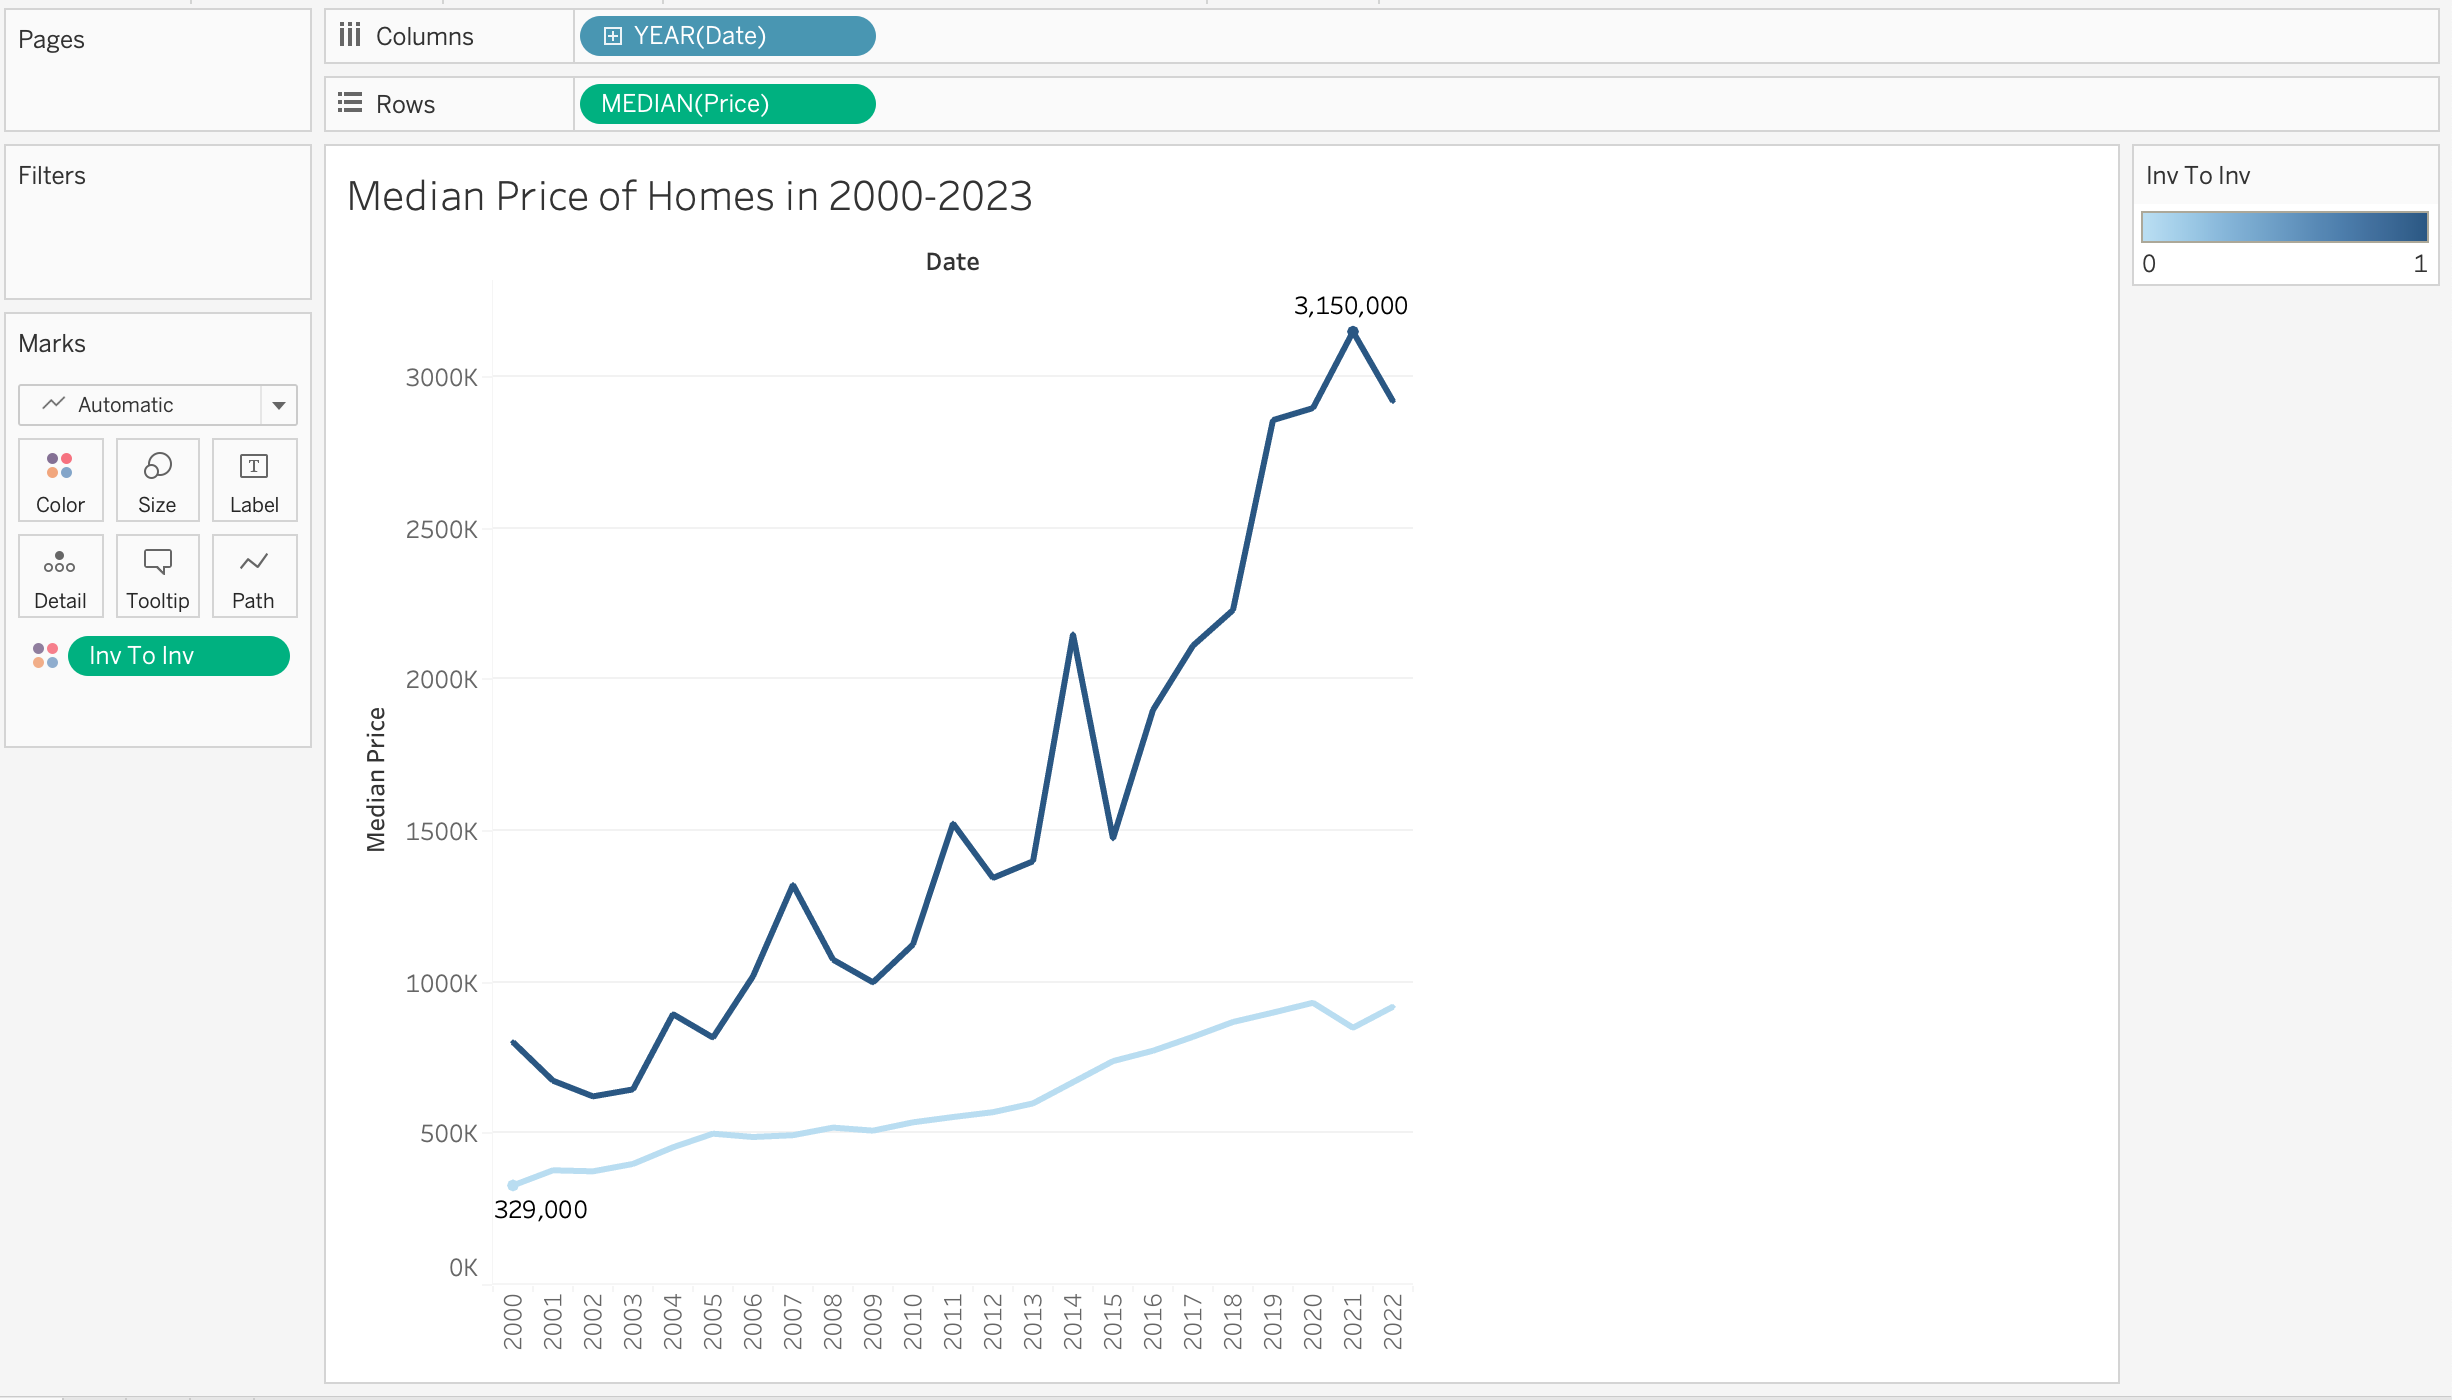 Pages
Columns
YEAR(Date)
Rows
MEDIAN(Price)
Filters
Marks
Automatic
Color
Size
Label
Detail
Tooltip
Path
Inv To Inv
Median Price of Homes in 2000-2023
Date
3,150,000
3000K
2500K
2000K
1500K
1000K
500K
0K
Median Price
329,000
2000
2001
2002
2003
2004
2005
2006
2007
2008
2009
2010
2011
2012
2013
2014
2015
2016
2017
2018
2019
2020
2021
2022
Inv To Inv
0 1